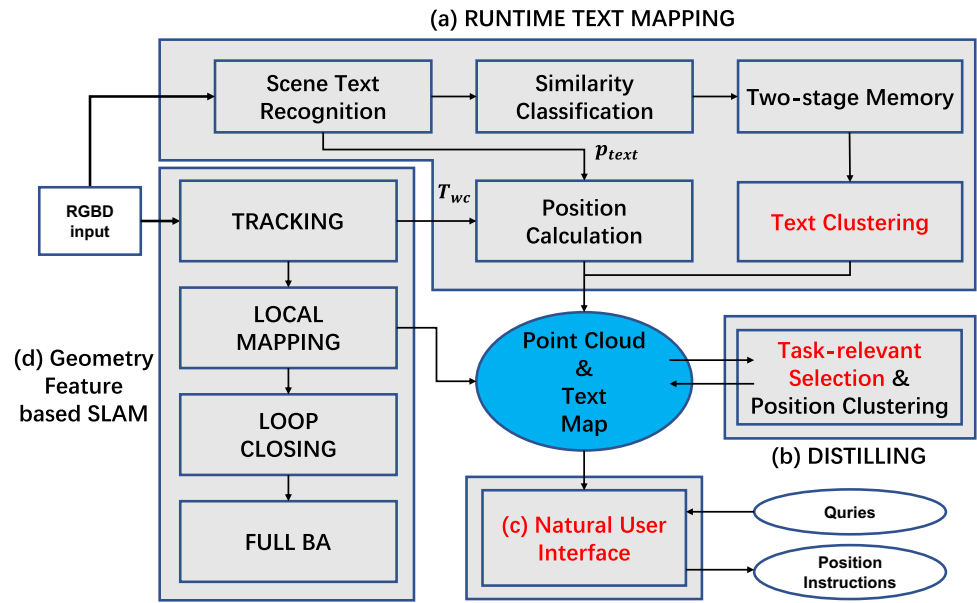 (a) RUNTIME TEXT MAPPING
Scene Text
Recognition
Similarity
Classification
Two-stage Memory
p_text
RGBD
input
TRACKING
T_wc
Position
Calculation
Text Clustering
LOCAL
MAPPING
(d) Geometry
Feature
based SLAM
LOOP
CLOSING
FULL BA
Point Cloud
&
Text
Map
Task-relevant
Selection &
Position Clustering
(b) DISTILLING
(c) Natural User
Interface
Quries
Position
Instructions